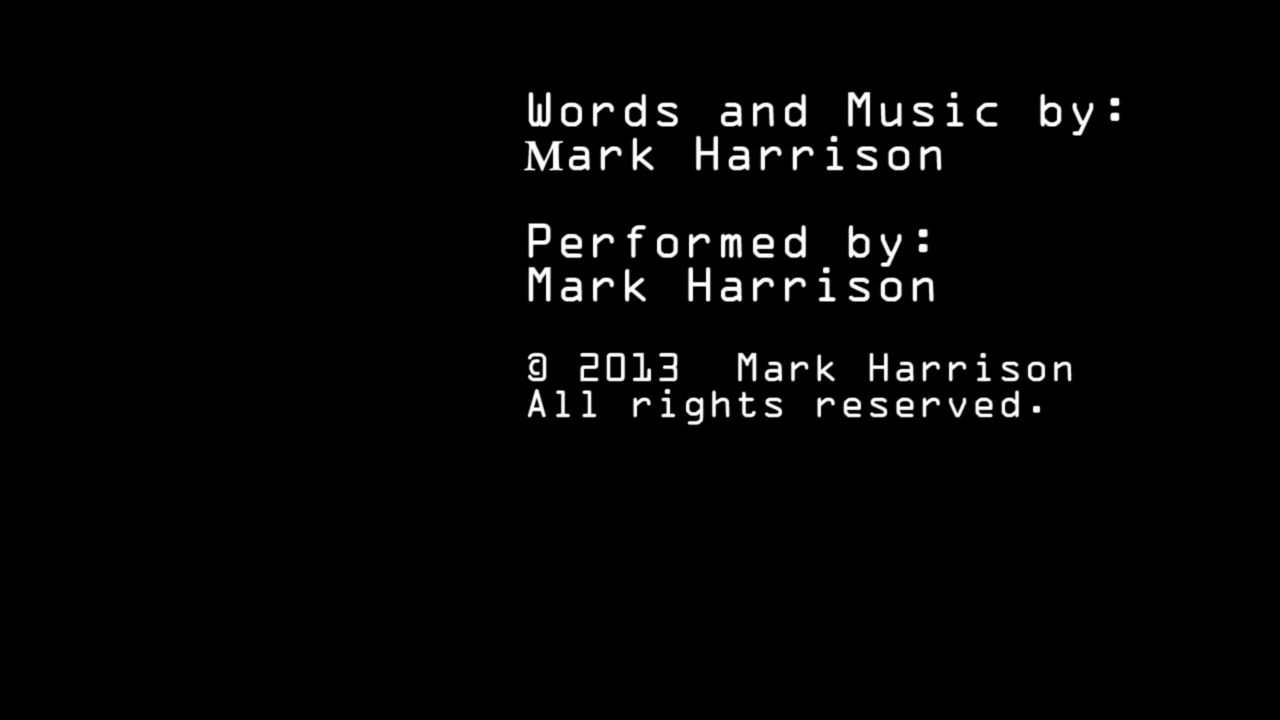 Words and Music by:
Mark Harrison
Performed by:
Mark Harrison
© 2013 Mark Harrison
All rights reserved.